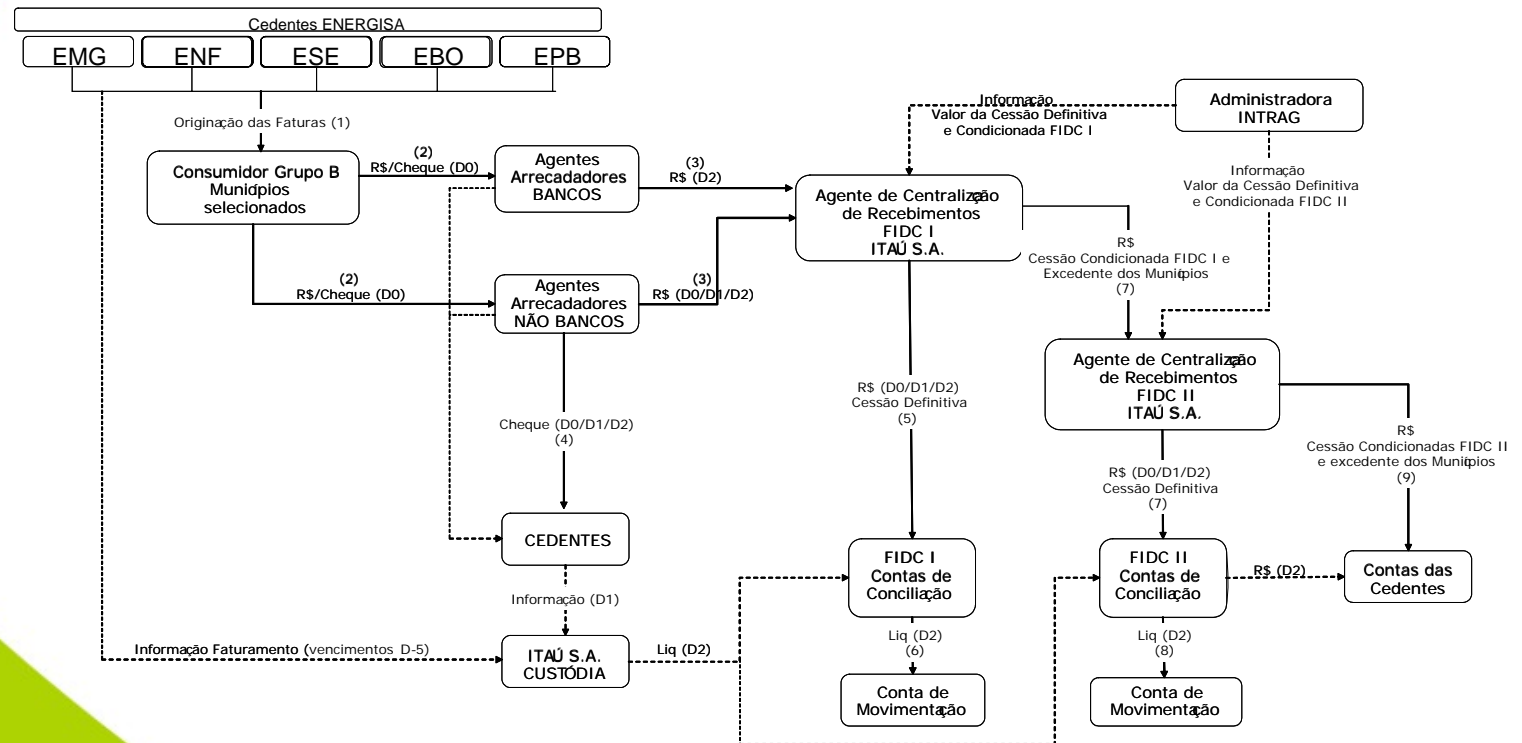 Cedentes ENERGISA
EMG
ENF
ESE
EBO
EPB
Originação das Faturas (1)
Consumidor Grupo B
Municípios
selecionados
(2)
R$/Cheque (D0)
Agentes
Arrecadadores
BANCOS
(3)
R$ (D2)
Informação
Valor da Cessão Definitiva
e Condicionada FIDC I
Administradora
INTRAG
Informação
Valor da Cessão Definitiva
e Condicionada FIDC II
Agente de Centralização
de Recebimentos
FIDC I
ITAÚ S.A.
R$
Cessão Condicionada FIDC I e
Excedente dos Municípios
(7)
(2)
R$/Cheque (D0)
Agentes
Arrecadadores
NÃO BANCOS
(3)
R$ (D0/D1/D2)
Agente de Centralização
de Recebimentos
FIDC II
ITAÚ S.A.
Cheque (D0/D1/D2)
(4)
R$ (D0/D1/D2)
Cessão Definitiva
(5)
R$ (D0/D1/D2)
Cessão Definitiva
(7)
R$
Cessão Condicionadas FIDC II
e excedente dos Municípios
(9)
CEDENTES
FIDC I
Contas de
Conciliação
FIDC II
Contas de
Conciliação
R$ (D2)
Contas das
Cedentes
Informação (D1)
Informação Faturamento (vencimentos D-5)
ITAÚ S.A.
CUSTÓDIA
Liq (D2)
Liq (D2)
(6)
Liq (D2)
(8)
Conta de
Movimentação
Conta de
Movimentação